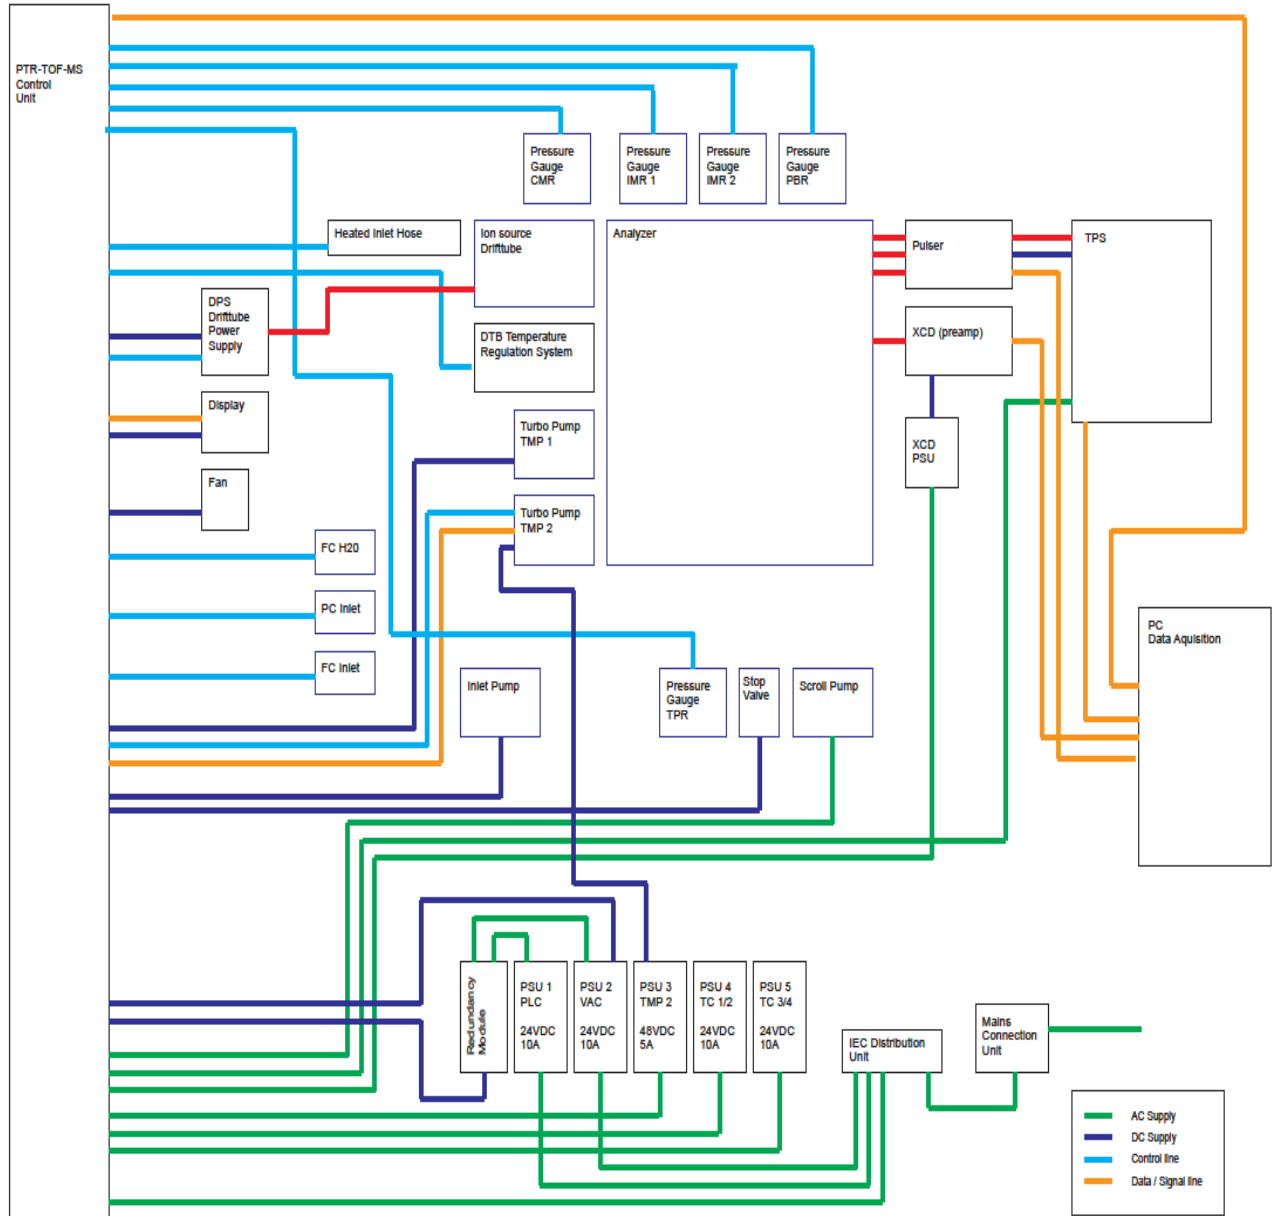 PTR-TOF-MS
Control
Unit
Pressure
Gauge
CMR
Pressure
Gauge
IMR 1
Pressure
Gauge
IMR 2
Pressure
Gauge
PBR
Heated Inlet Hose
Ion source
Drifttube
Analyzer
Pulser
TPS
DPS
Drifttube
Power
Supply
DTB Temperature
Regulation System
XCD (preamp)
Display
Turbo Pump
TMP 1
XCD
PSU
Fan
Turbo Pump
TMP 2
FC H20
PC Inlet
FC Inlet
PC
Data Aquisition
Inlet Pump
Pressure
Gauge
TPR
Stop
Valve
Scroll Pump
Redundancy
Module
PSU 1
PLC
24VDC
10A
PSU 2
VAC
24VDC
10A
PSU 3
TMP 2
48VDC
5A
PSU 4
TC 1/2
24VDC
10A
PSU 5
TC 3/4
24VDC
10A
IEC Distribution
Unit
Mains
Connection
Unit
AC Supply
DC Supply
Control line
Data / Signal line